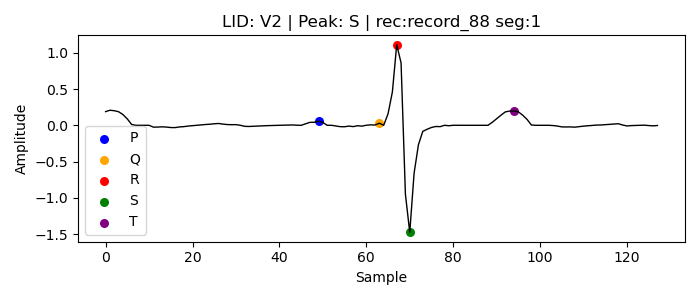 LID: V2 | Peak: S | rec:record_88 seg:1
Amplitude
1.0
0.5
0.0
−0.5
−1.0
−1.5
P
Q
R
S
T
0 20 40 60 80 100 120
Sample